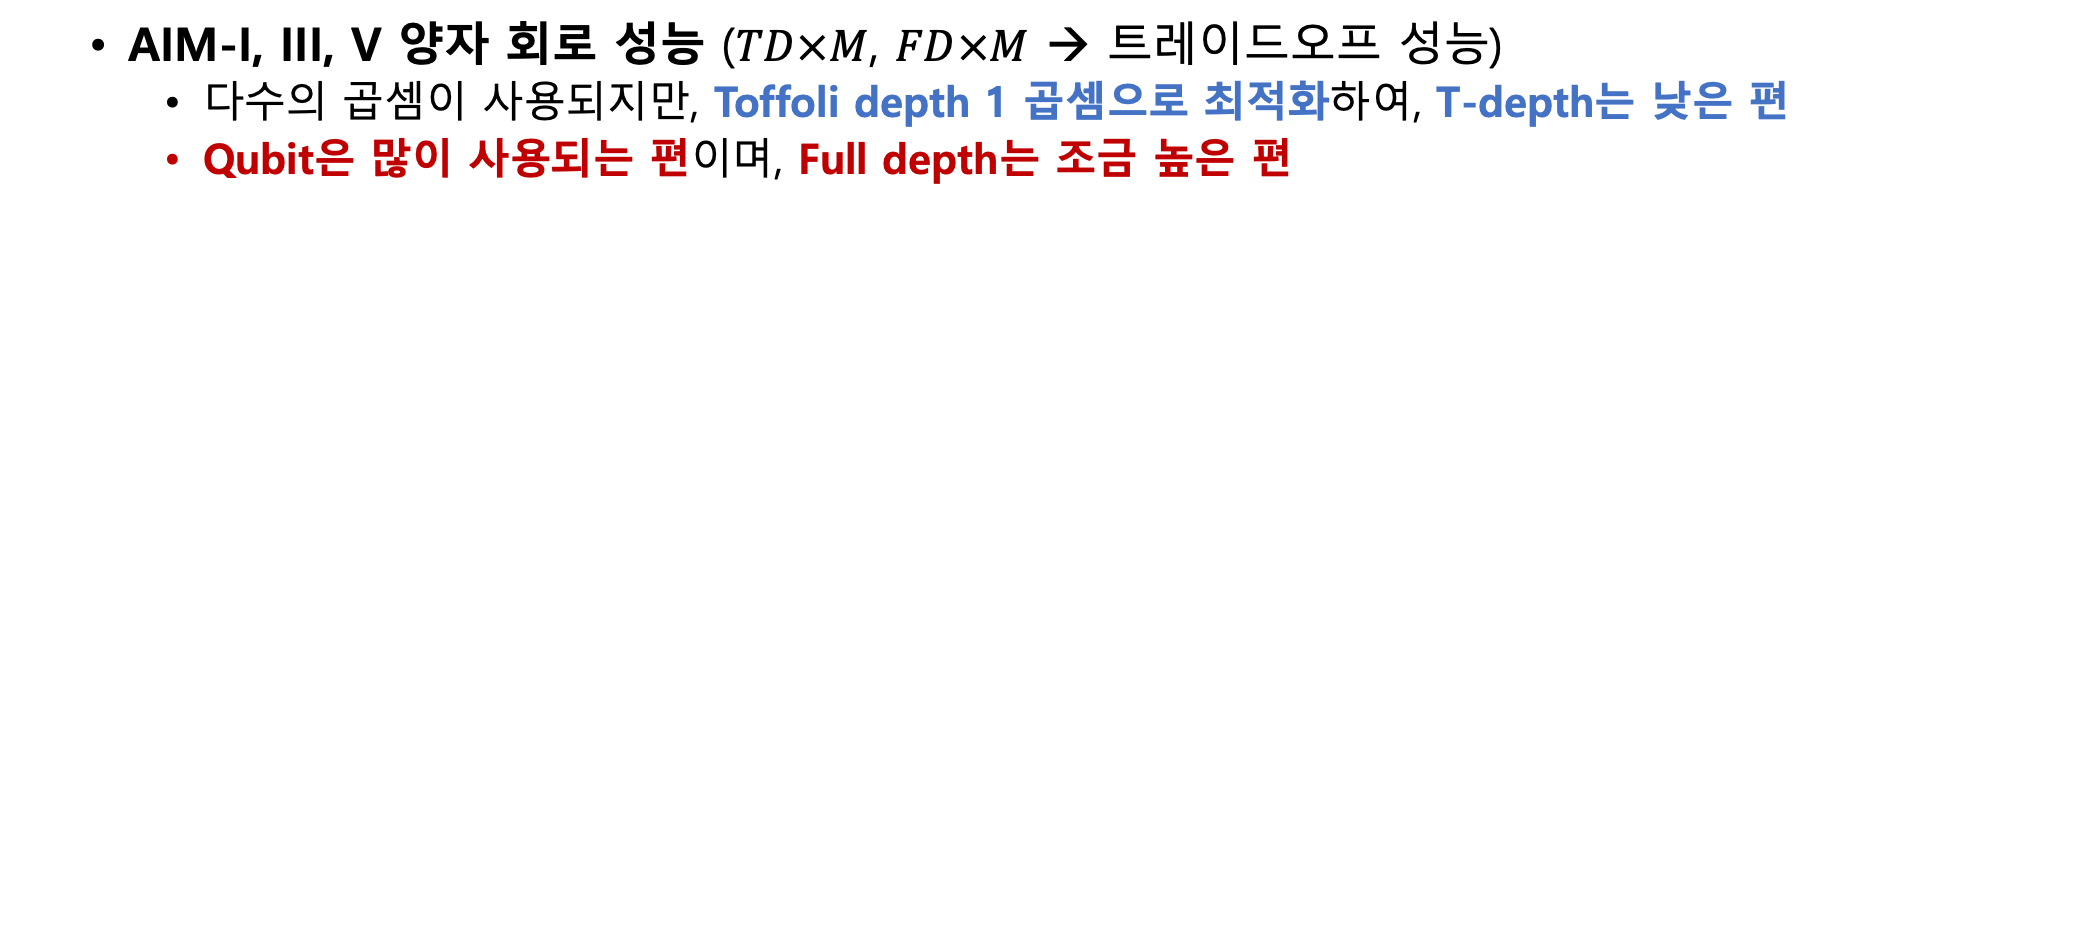 • AIM-I, III, V 양자 회로 성능 (TD×M, FD×M → 트레이드오프 성능)
• 다수의 곱셈이 사용되지만, Toffoli depth 1 곱셈으로 최적화하여, T-depth는 낮은 편
• Qubit은 많이 사용되는 편이며, Full depth는 조금 높은 편